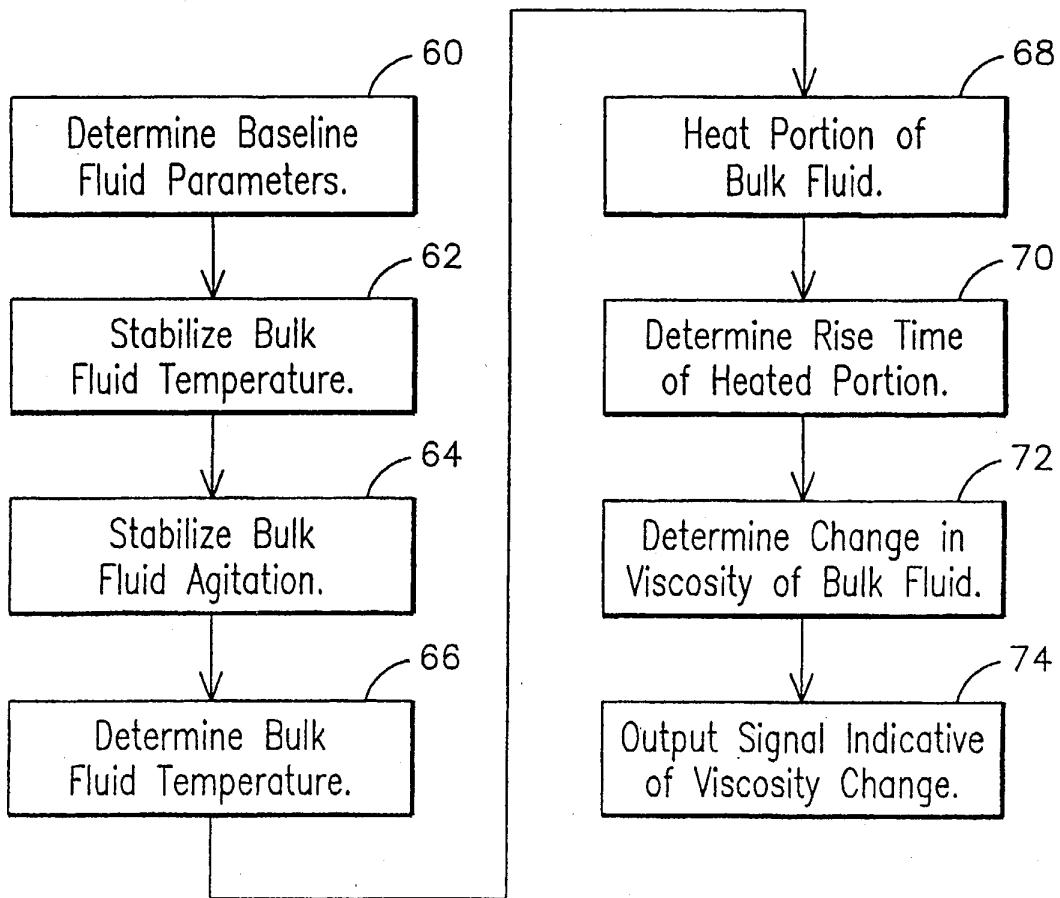 60
Determine Baseline
Fluid Parameters.
62
Stabilize Bulk
Fluid Temperature.
64
Stabilize Bulk
Fluid Agitation.
66
Determine Bulk
Fluid Temperature.
68
Heat Portion of
Bulk Fluid.
70
Determine Rise Time
of Heated Portion.
72
Determine Change in
Viscosity of Bulk Fluid.
74
Output Signal Indicative
of Viscosity Change.